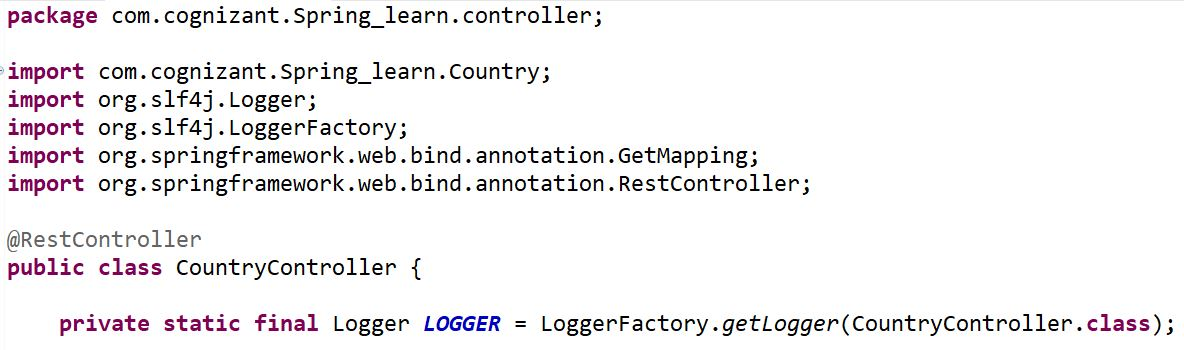 package com.cognizant.Spring_learn.controller;
import com.cognizant.Spring_learn.Country;
import org.slf4j.Logger;
import org.slf4j.LoggerFactory;
import org.springframework.web.bind.annotation.GetMapping;
import org.springframework.web.bind.annotation.RestController;
@RestController
public class CountryController {
private static final Logger LOGGER = LoggerFactory.getLogger(CountryController.class);